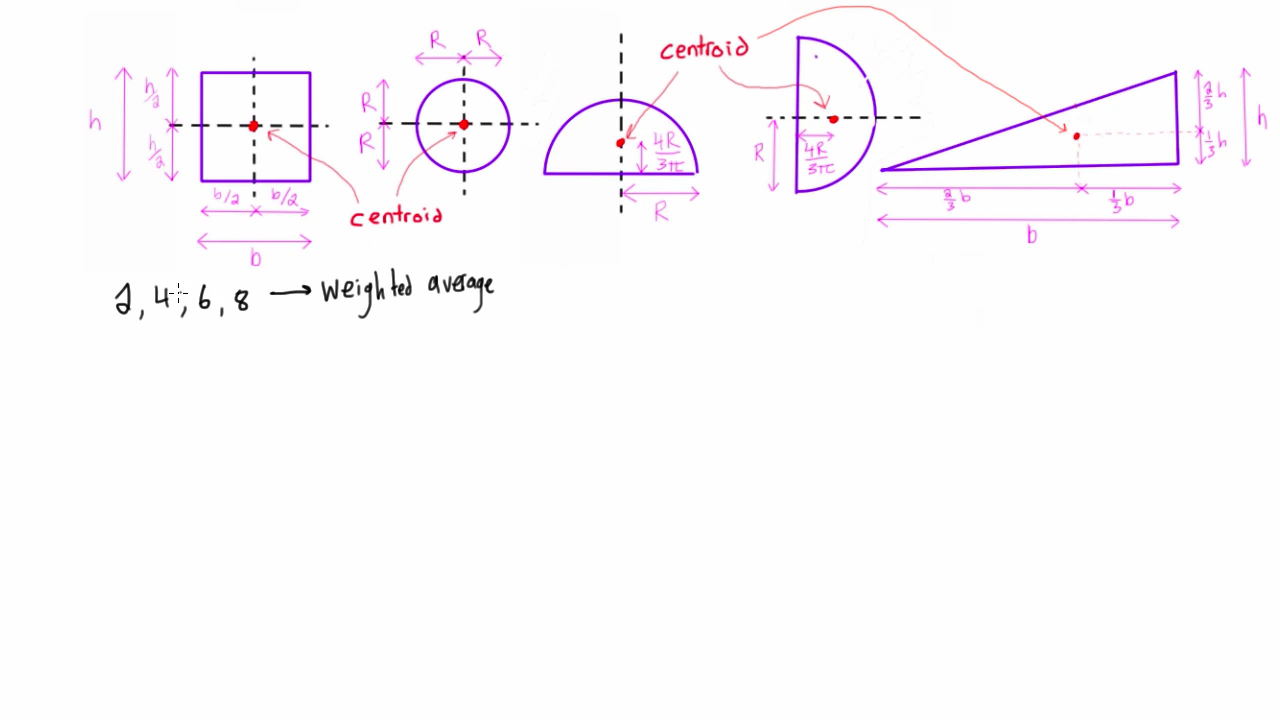 R R
centroid
h
h/2
h/2
R
R
4R/3π
R
4R/3π
R
2/3 h
1/3 h
h
b/2 b/2
b
centroid
2/3 b 1/3 b
b
2, 4, 6, 8 → Weighted average